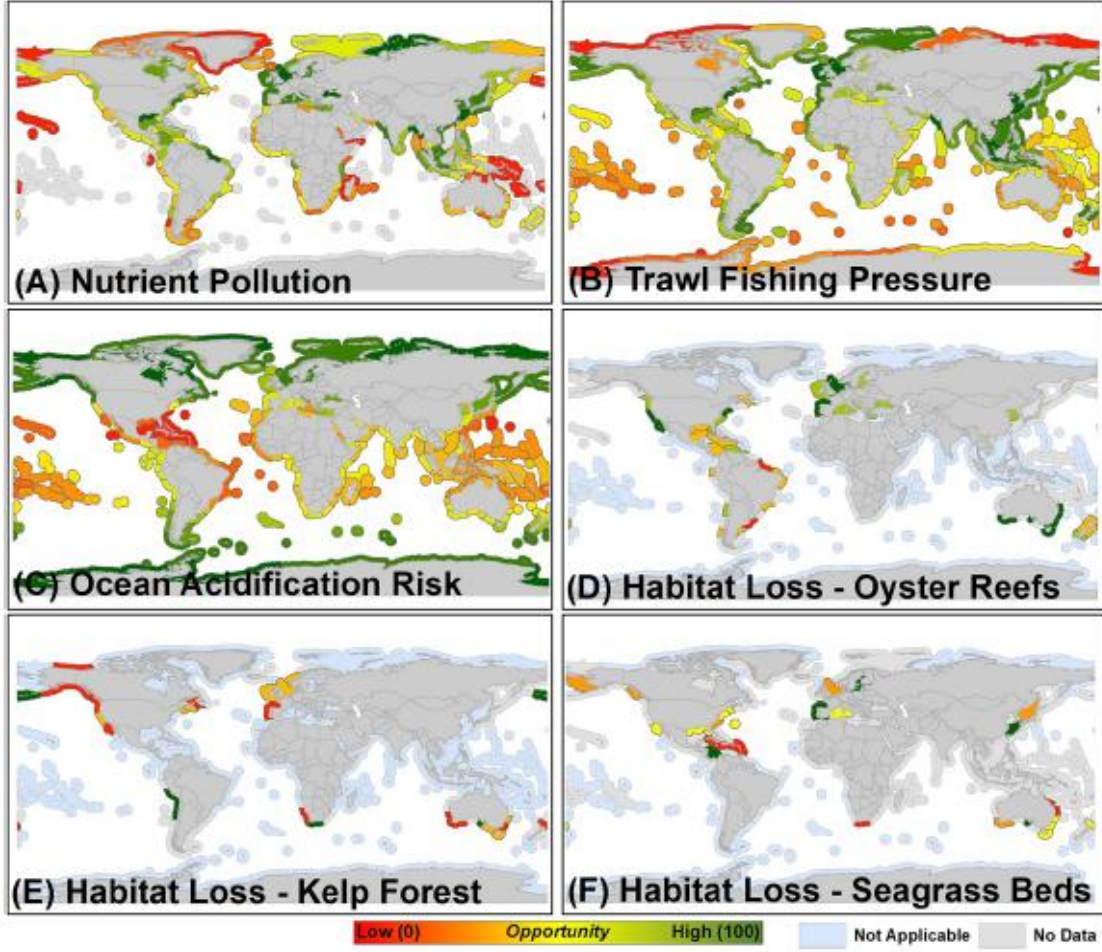 (A) Nutrient Pollution
(B) Trawl Fishing Pressure
(C) Ocean Acidification Risk
(D) Habitat Loss - Oyster Reefs
(E) Habitat Loss - Kelp Forest
(F) Habitat Loss - Seagrass Beds
Low (0) Opportunity High (100) Not Applicable No Data